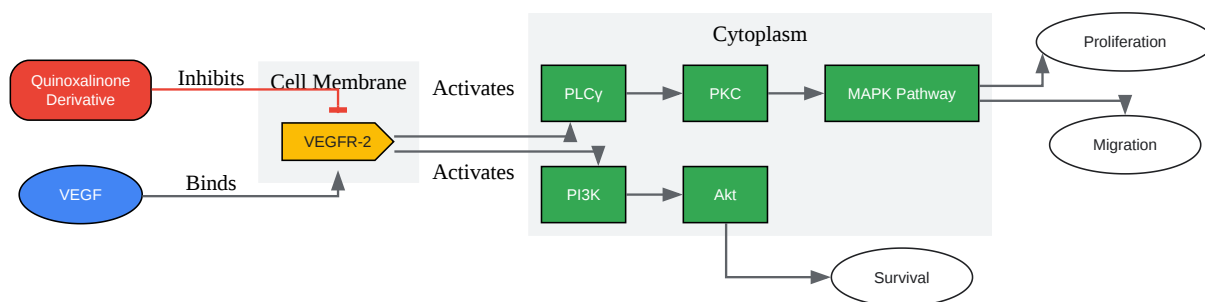 Cytoplasm
Proliferation
Quinoxalinone
Derivative
Inhibits
Cell Membrane
Activates
PLCγ
PKC
MAPK Pathway
VEGFR-2
Migration
Activates
VEGF
Binds
PI3K
Akt
Survival